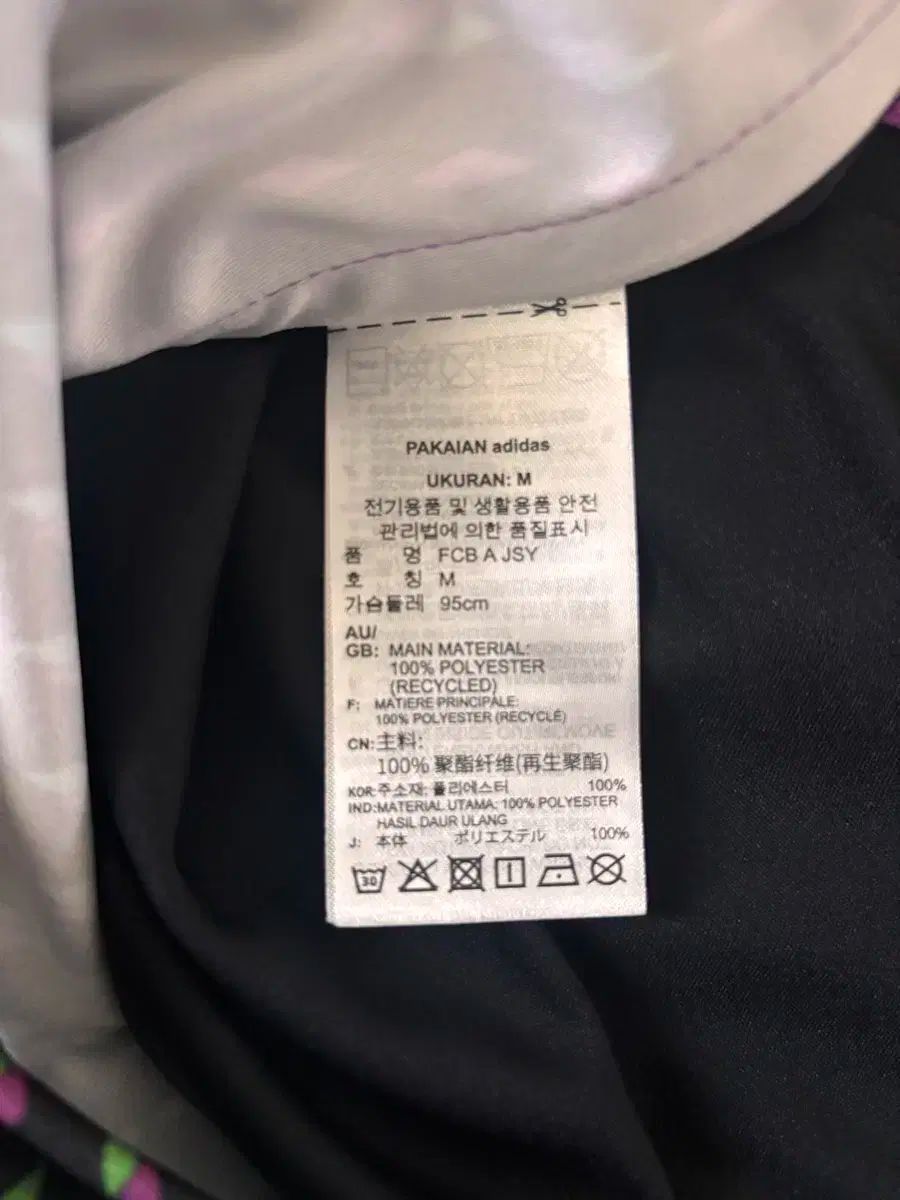 PAKAIAN adidas
UKURAN: M
전기용품 및 생활용품 안전
관리법에 의한 품질표시
품 명 FCB A JSY
호 칭 M
가슴둘레 95cm
AU/
GB: MAIN MATERIAL:
100% POLYESTER
(RECYCLED)
F: MATIERE PRINCIPALE:
100% POLYESTER (RECYCLÉ)
CN: 主料:
100% 聚酯纤维(再生聚酯)
KOR: 주소재: 폴리에스터 100%
IND: MATERIAL UTAMA: 100% POLYESTER
HASIL DAUR ULANG
J: 本体 ポリエステル 100%
30